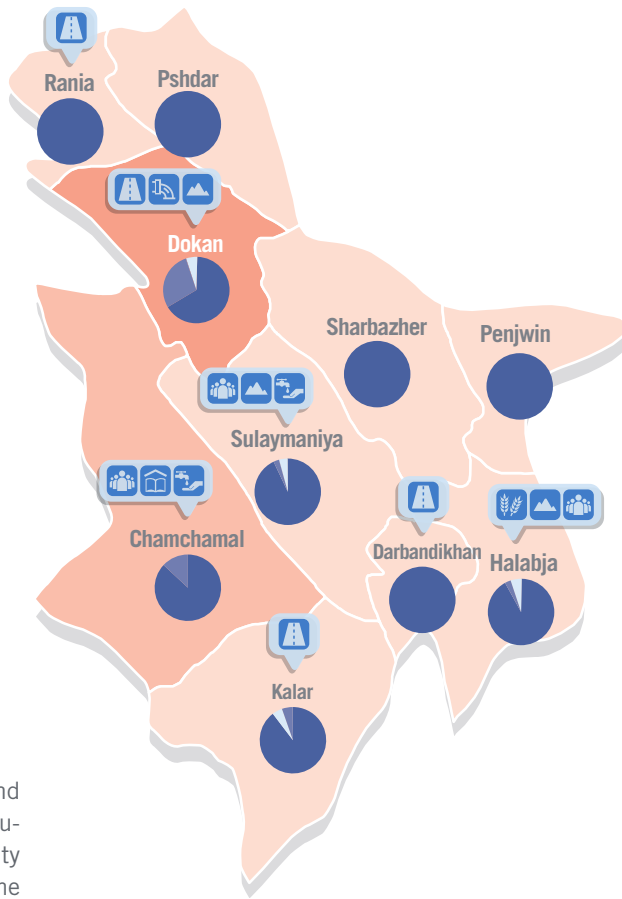 Rania
Pshdar
Dokan
Sharbazher
Penjwin
Sulaymaniya
Chamchamal
Darbandikhan
Halabja
Kalar
nd
u-
ty
ne